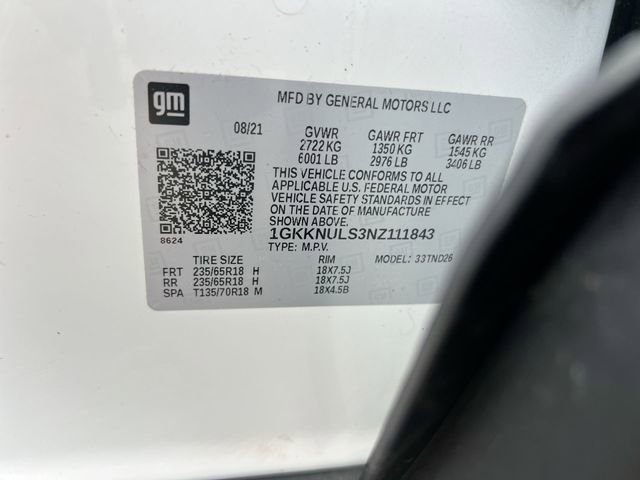 gm
MFD BY GENERAL MOTORS LLC
08/21 GVWR GAWR FRT GAWR RR
2722 KG 1350 KG 1545 KG
6001 LB 2976 LB 3406 LB
THIS VEHICLE CONFORMS TO ALL
APPLICABLE U.S. FEDERAL MOTOR
VEHICLE SAFETY STANDARDS IN EFFECT
ON THE DATE OF MANUFACTURE
SHOWN ABOVE.
8624 1GKKNULS3NZ111843
TYPE: M.P.V.
TIRE SIZE RIM MODEL: 33TND26
FRT 235/65R18 H 18X7.5J
RR 235/65R18 H 18X7.5J
SPA T135/70R18 M 18X4.5B